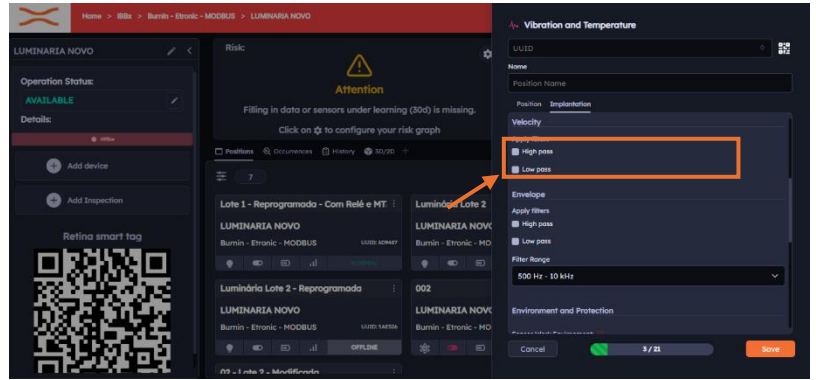 Home > IBBx > Burnin - Etronic - MODBUS > LUMINARIA NOVO
LUMINARIA NOVO
Operation Status:
AVAILABLE
Details:
Offline
Add device
Add Inspection
Retina smart tag
Risk:
Attention
Filling in data or sensors under learning (30d) is missing.
Click on to configure your risk graph
Positions
Occurrences
History
3D/2D
7
Lote 1 - Reprogramada - Com Relé e MT
LUMINARIA NOVO
Burnin - Etronic - MODBUS
Luminária Lote 2
LUMINARIA NOVO
Burnin - Etronic - MO
Luminária Lote 2 - Reprogramada
LUMINARIA NOVO
Burnin - Etronic - MODBUS
OFFLINE
002
LUMINARIA NOVO
Burnin - Etronic - MO
02 - Lote 2 - Modificada
Vibration and Temperature
UUID
Name
Position Name
Position
Implantation
Velocity
Apply filters
High pass
Low pass
Envelope
Apply filters
High pass
Low pass
Filter Range
500 Hz - 10 kHz
Environment and Protection
Cancel
3 / 21
Save